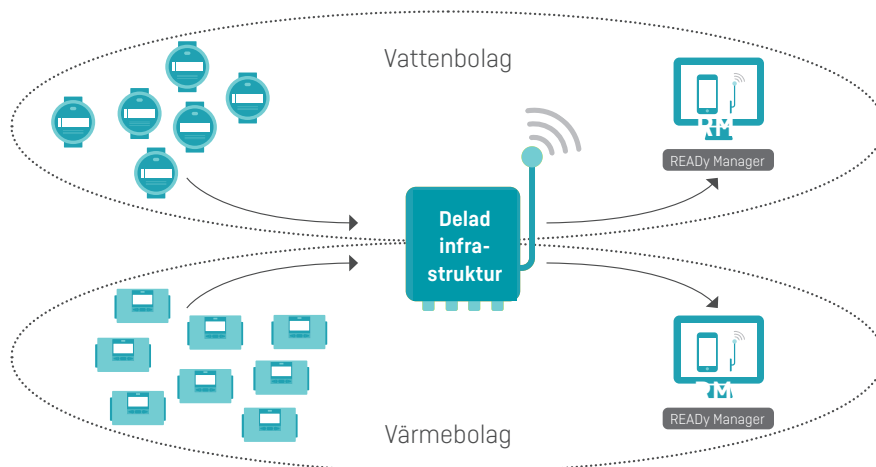 Vattenbolag
RM
READy Manager
Delad
infra-
struktur
RM
READy Manager
Värmebolag